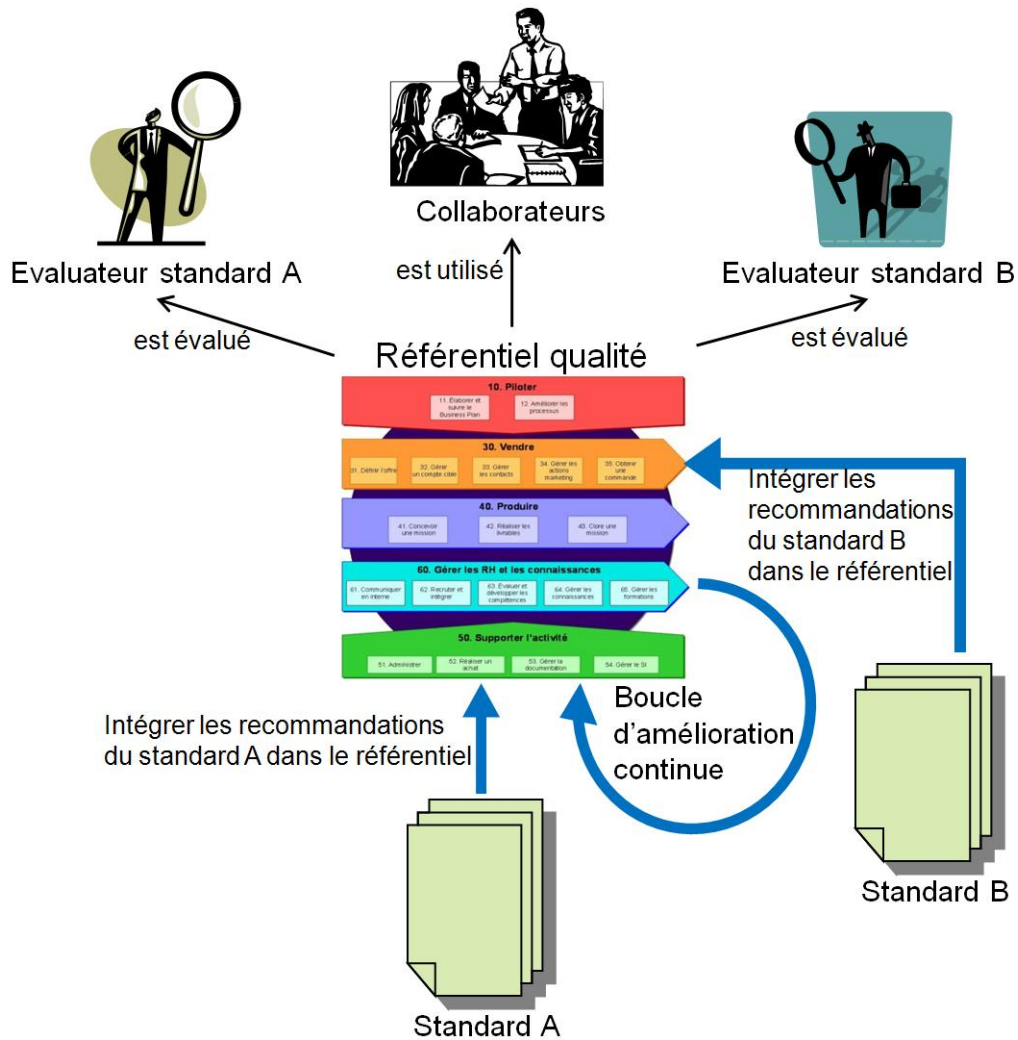 Collaborateurs
Evaluateur standard A
Evaluateur standard B
est utilisé
est évalué
est évalué
Référentiel qualité
10. Piloter
11. Élaborer et
suivre le
Business Plan
12. Améliorer les
processus
30. Vendre
31. Définir l'offre
32. Gérer
un compte cible
33. Gérer
les contacts
34. Gérer les
actions
marketing
35. Obtenir
une
commande
40. Produire
41. Concevoir
une mission
42. Réaliser les
livrables
43. Clore une
mission
60. Gérer les RH et les connaissances
61. Communiquer
en interne
62. Recruter et
intégrer
63. Évaluer et
développer les
compétences
64. Gérer les
connaissances
65. Gérer les
formations
50. Supporter l'activité
51. Administrer
52. Réaliser un
achat
53. Gérer la
documentation
54. Gérer le SI
Intégrer les
recommandations
du standard B
dans le référentiel
Intégrer les recommandations
du standard A dans le référentiel
Boucle
d'amélioration
continue
Standard B
Standard A